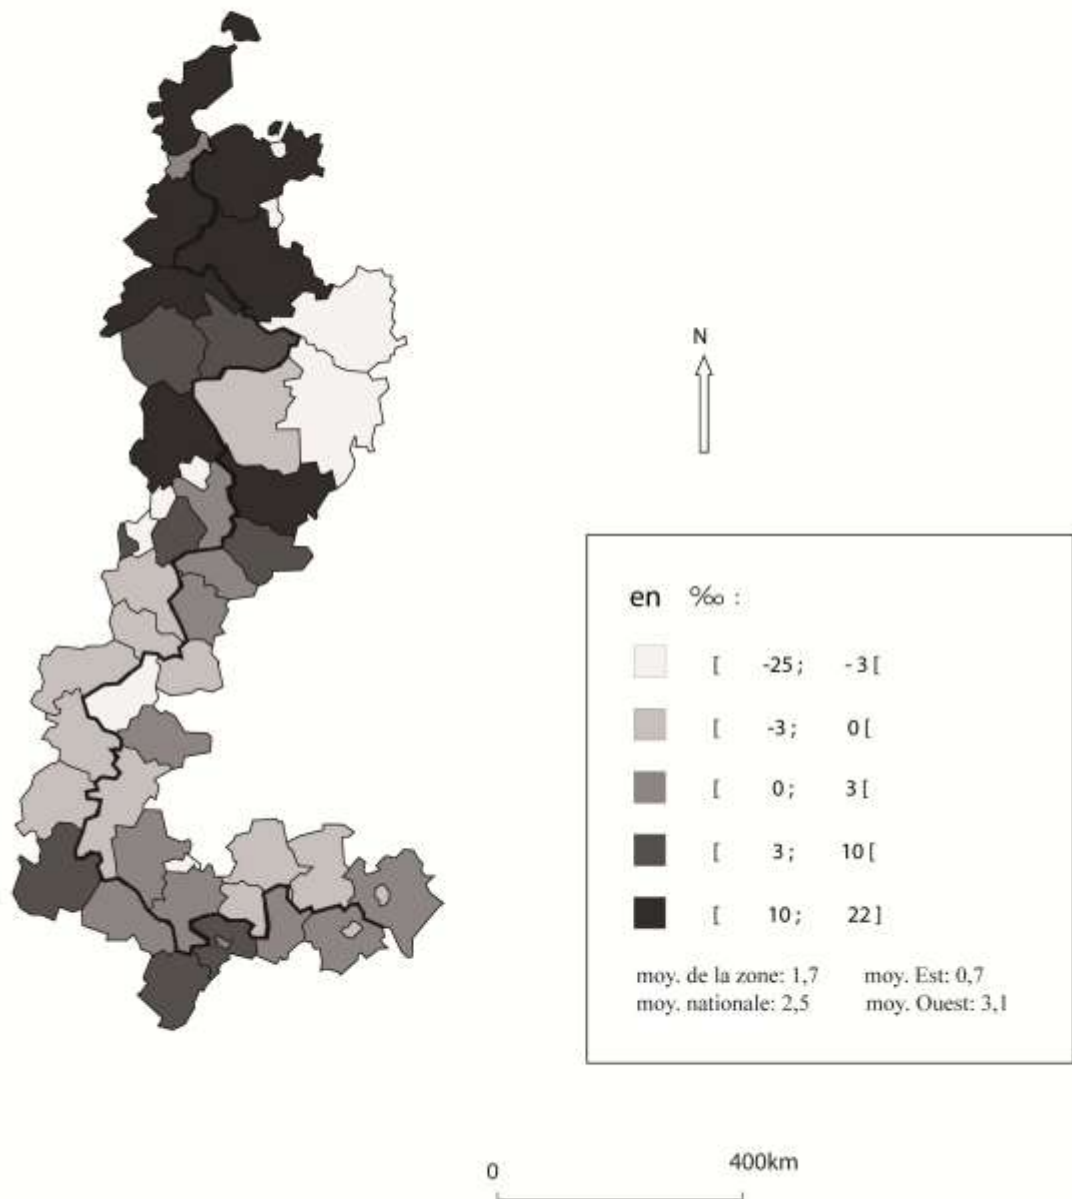 N
en ‰ :
[ -25 ; - 3 [
[ -3 ; 0 [
[ 0 ; 3 [
[ 3 ; 10 [
[ 10 ; 22 ]
moy. de la zone: 1,7 moy. Est: 0,7
moy. nationale: 2,5 moy. Ouest: 3,1
0 400km